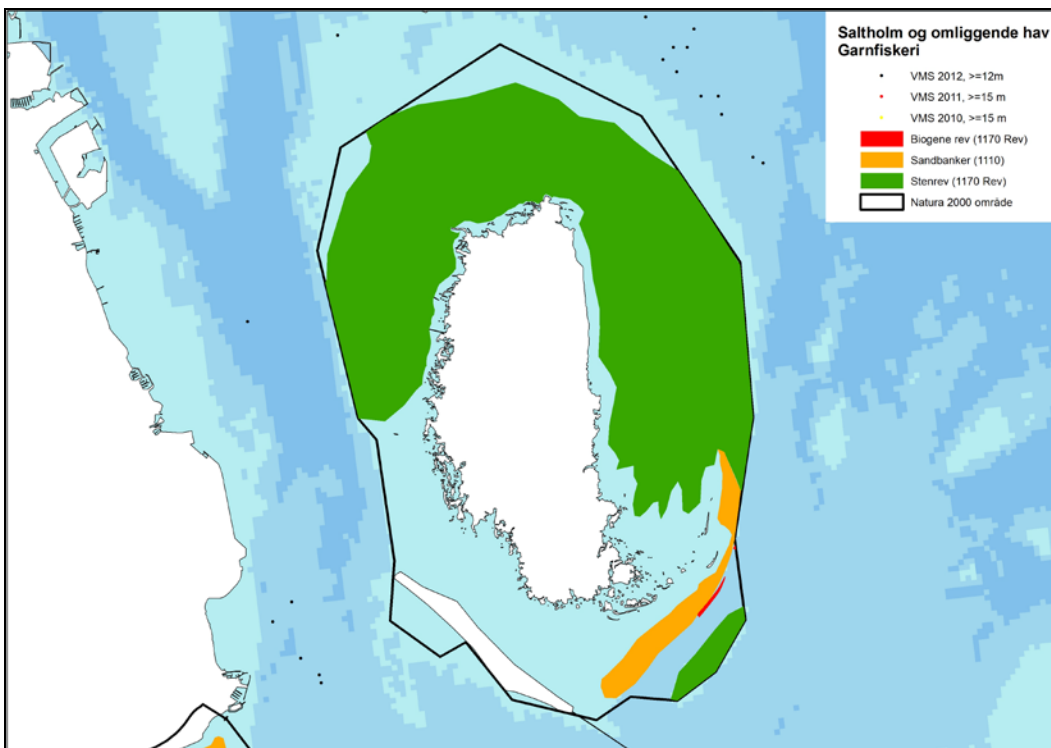 Saltholm og omliggende hav
Garnfiskeri
VMS 2012, >=12m
VMS 2011, >=15 m
VMS 2010, >=15 m
Biogene rev (1170 Rev)
Sandbanker (1110)
Stenrev (1170 Rev)
Natura 2000 område